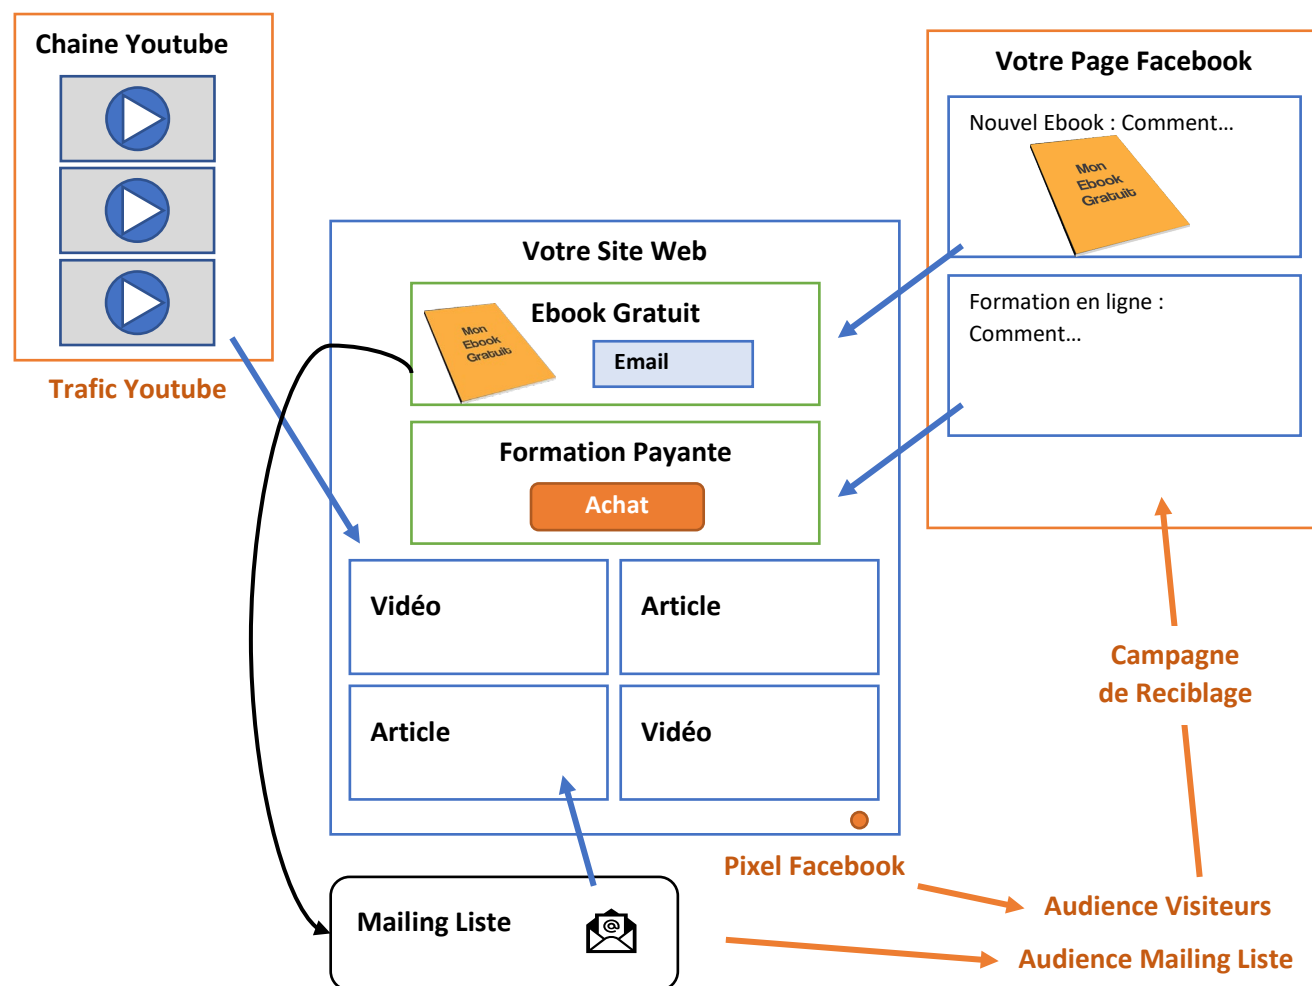 Chaine Youtube
Trafic Youtube
Votre Page Facebook
Nouvel Ebook : Comment…
Mon
Ebook
Gratuit
Formation en ligne :
Comment…
Votre Site Web
Ebook Gratuit
Mon
Ebook
Gratuit
Email
Formation Payante
Achat
Vidéo
Article
Article
Vidéo
Campagne
de Reciblage
Pixel Facebook
Audience Visiteurs
Mailing Liste
@
Audience Mailing Liste